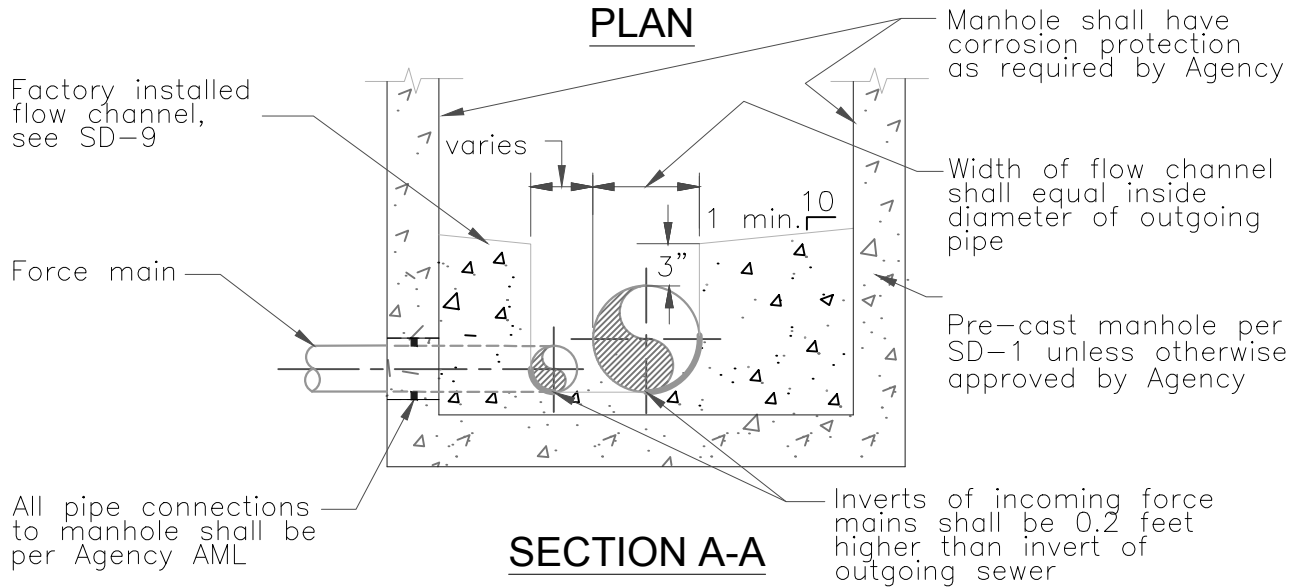 PLAN
Manhole shall have
corrosion protection
as required by Agency
Factory installed
flow channel,
see SD-9
varies
Width of flow channel
shall equal inside
diameter of outgoing
pipe
1 min. 10
3"
Force main
Pre-cast manhole per
SD-1 unless otherwise
approved by Agency
All pipe connections
to manhole shall be
per Agency AML
Inverts of incoming force
mains shall be 0.2 feet
higher than invert of
outgoing sewer
SECTION A-A